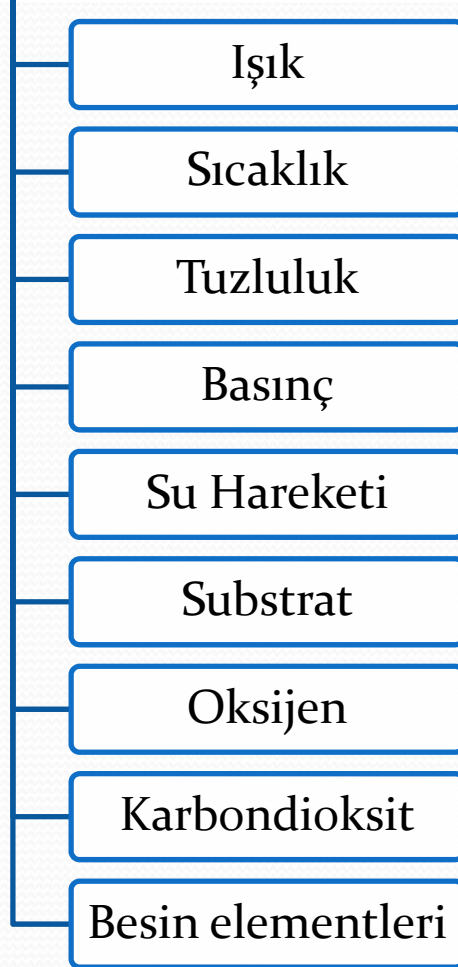 Işık
Sıcaklık
Tuzluluk
Basınç
Su Hareketi
Substrat
Oksijen
Karbondioksit
Besin elementleri